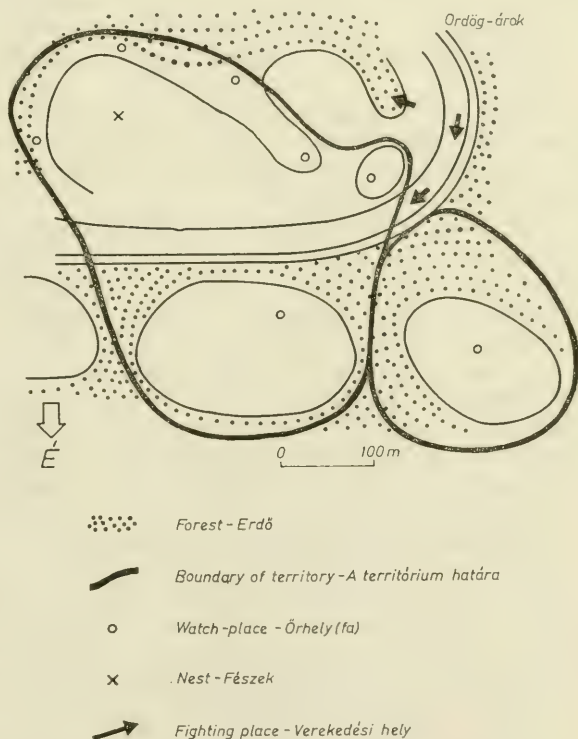 Ördög-árok
É
0 100 m
Forest - Erdő
Boundary of territory - A territórium határa
Watch-place - Őrhely (fa)
Nest - Fészek
Fighting place - Verekedési hely